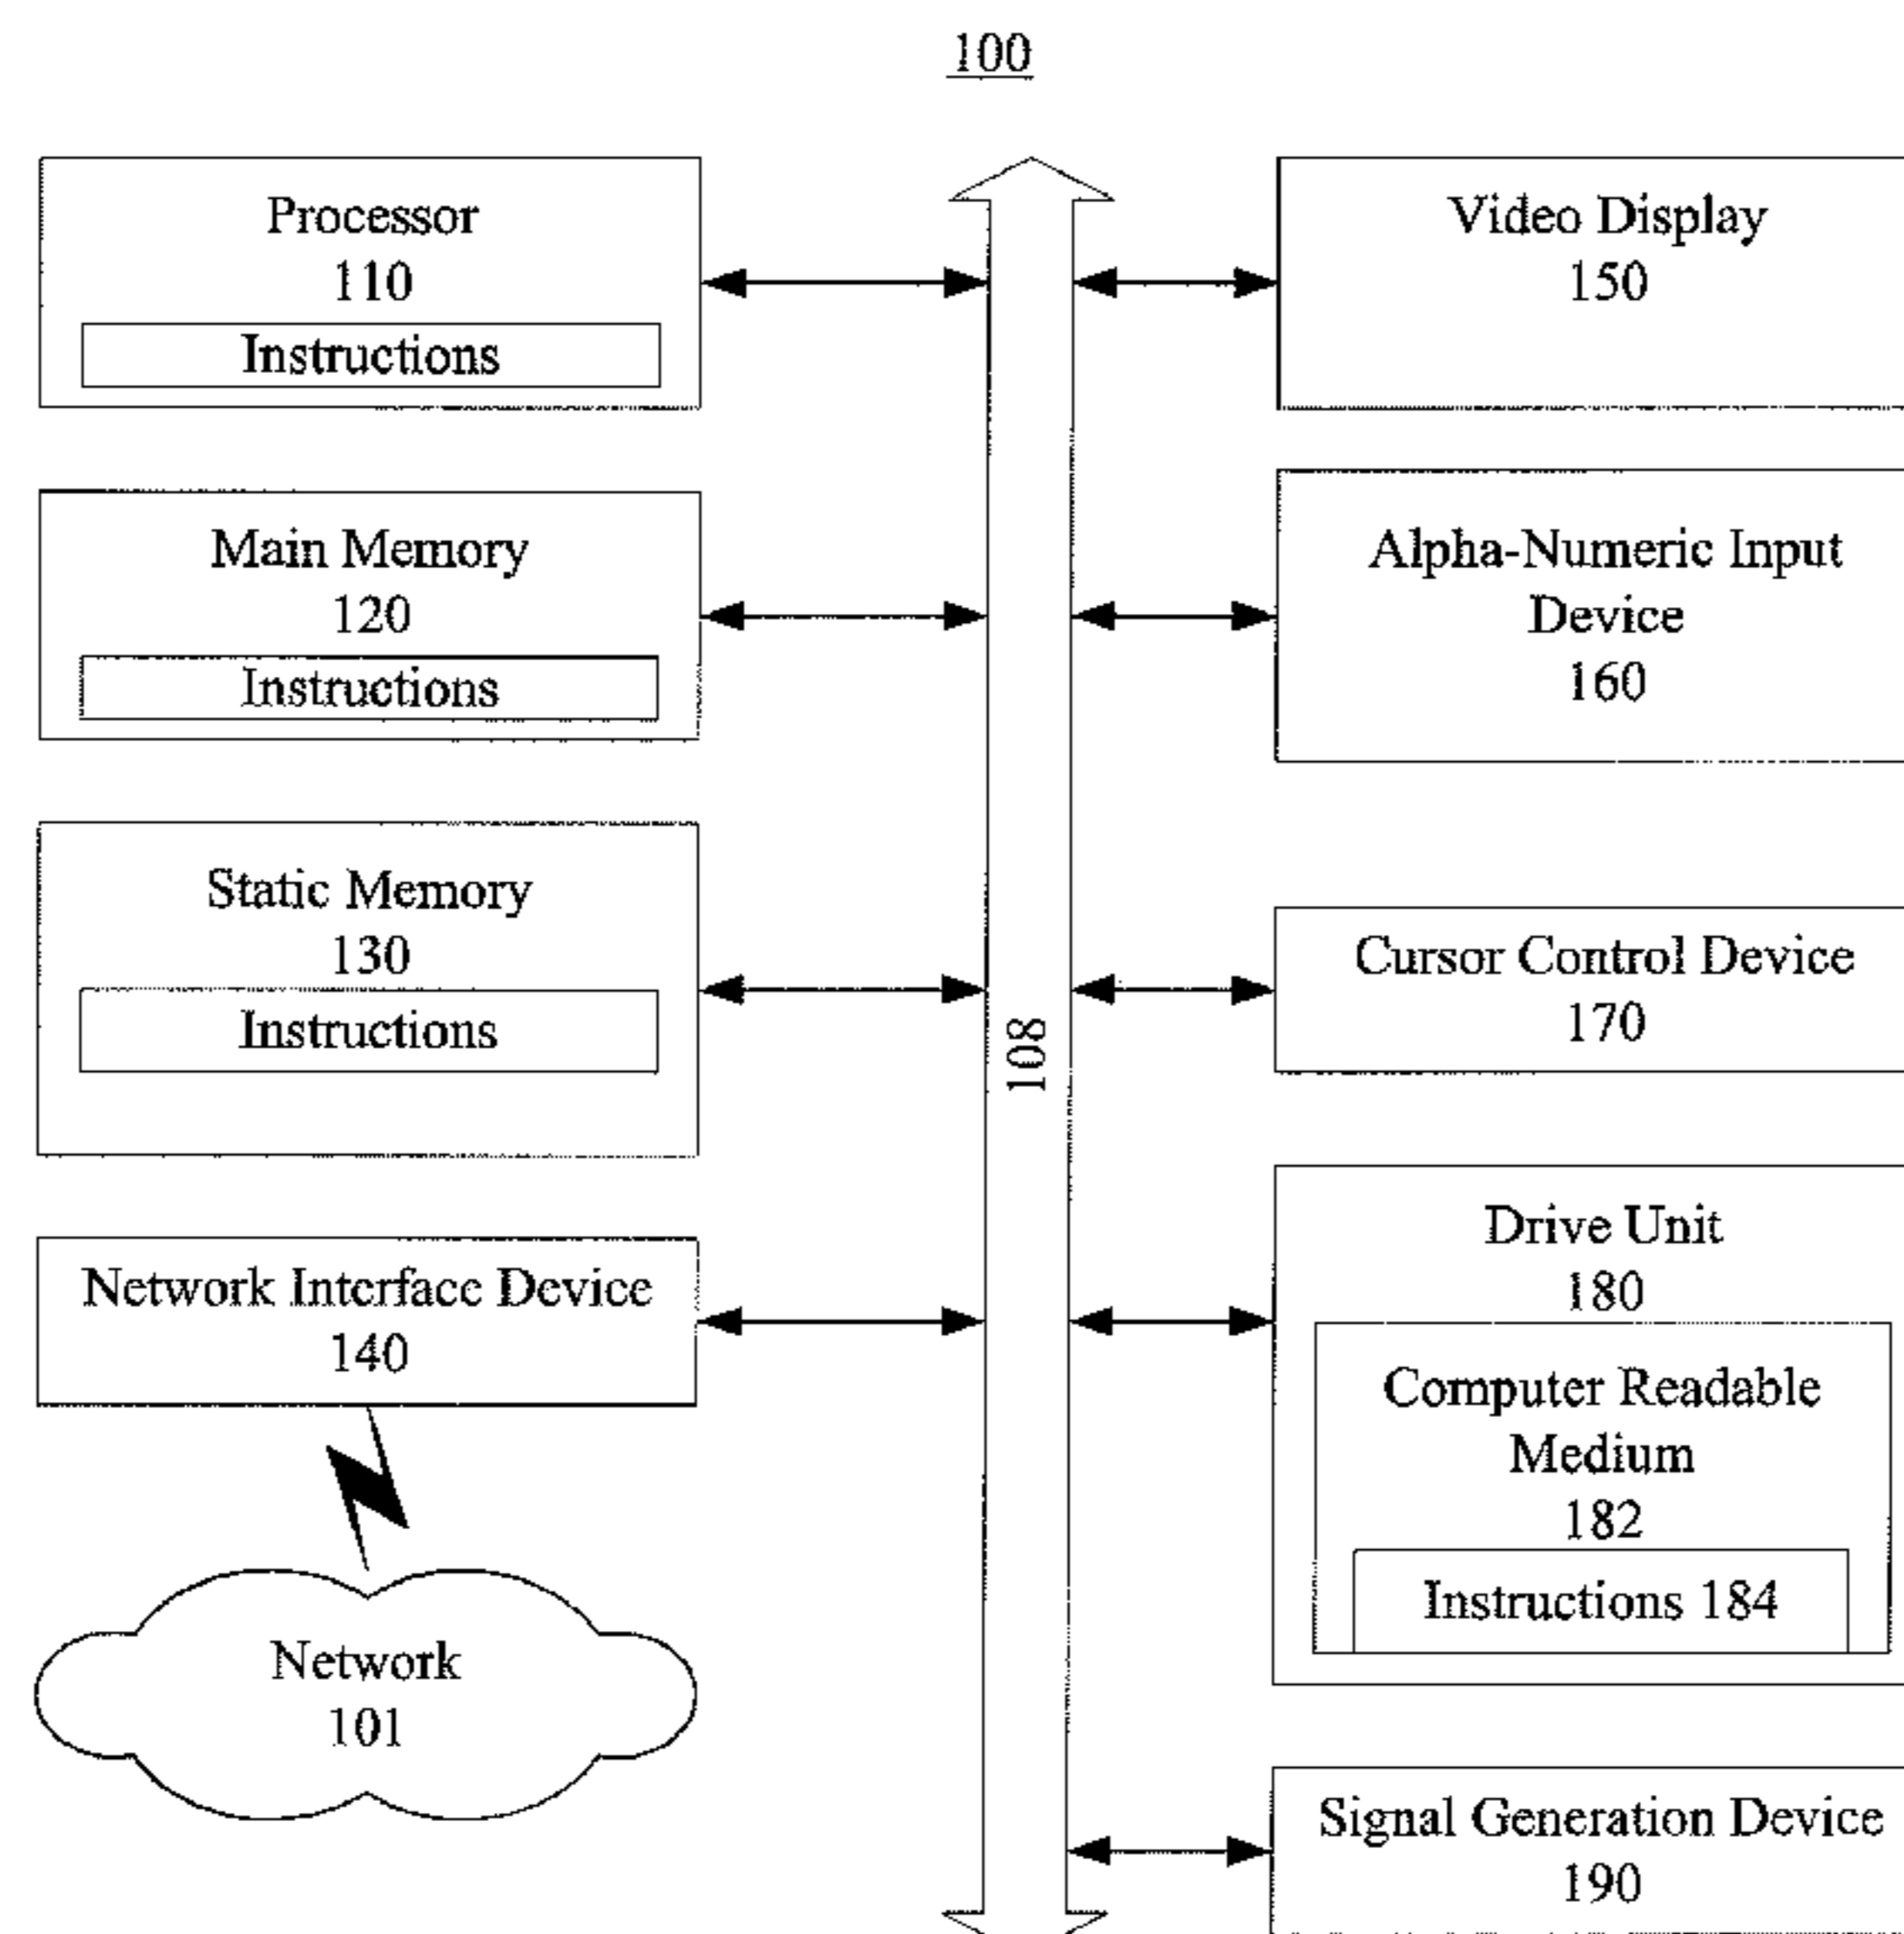 100
Processor
110
Instructions
Main Memory
120
Instructions
Static Memory
130
Instructions
Network Interface Device
140
Network
101
108
Video Display
150
Alpha-Numeric Input
Device
160
Cursor Control Device
170
Drive Unit
180
Computer Readable
Medium
182
Instructions 184
Signal Generation Device
190